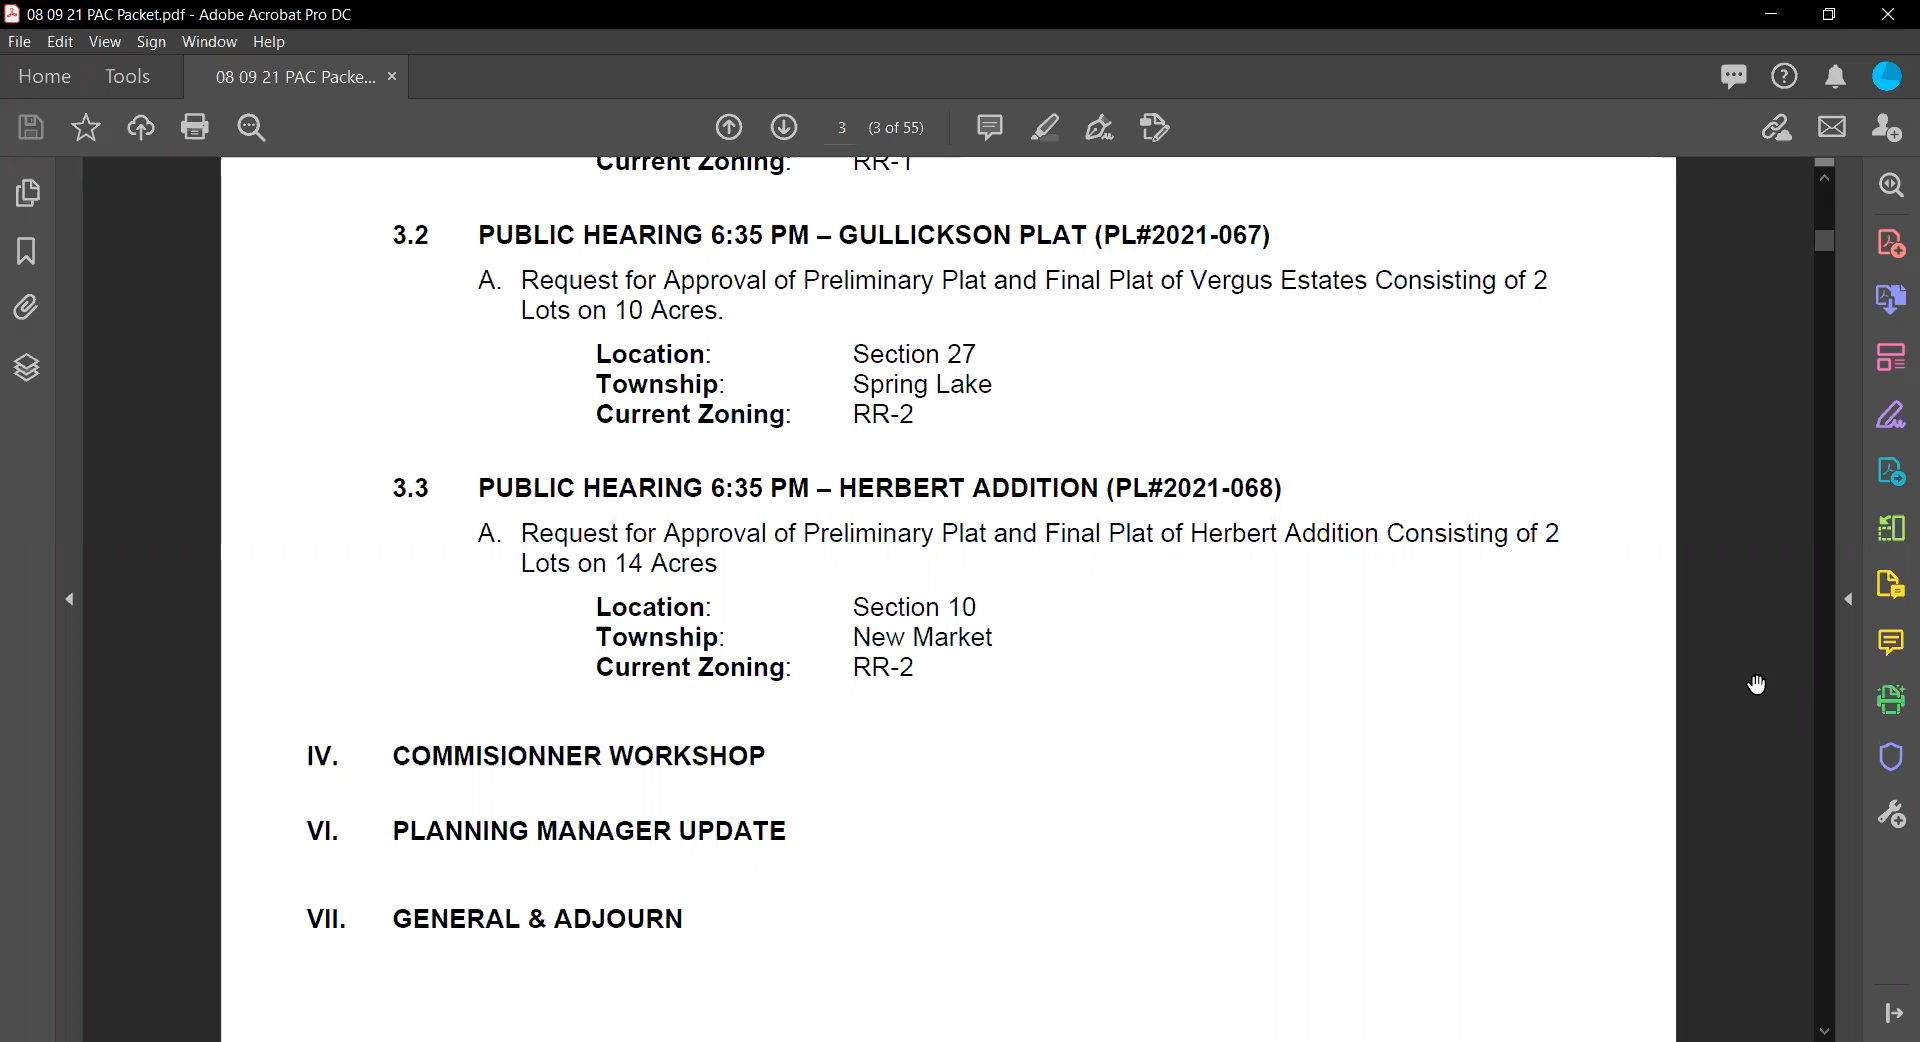 08 09 21 PAC Packet.pdf - Adobe Acrobat Pro DC
File Edit View Sign Window Help
Home Tools 08 09 21 PAC Packe... ×
3 (3 of 55)
Current Zoning: RR-1
3.2 PUBLIC HEARING 6:35 PM – GULLICKSON PLAT (PL#2021-067)
A. Request for Approval of Preliminary Plat and Final Plat of Vergus Estates Consisting of 2
Lots on 10 Acres.
Location: Section 27
Township: Spring Lake
Current Zoning: RR-2
3.3 PUBLIC HEARING 6:35 PM – HERBERT ADDITION (PL#2021-068)
A. Request for Approval of Preliminary Plat and Final Plat of Herbert Addition Consisting of 2
Lots on 14 Acres
Location: Section 10
Township: New Market
Current Zoning: RR-2
IV. COMMISIONNER WORKSHOP
VI. PLANNING MANAGER UPDATE
VII. GENERAL & ADJOURN